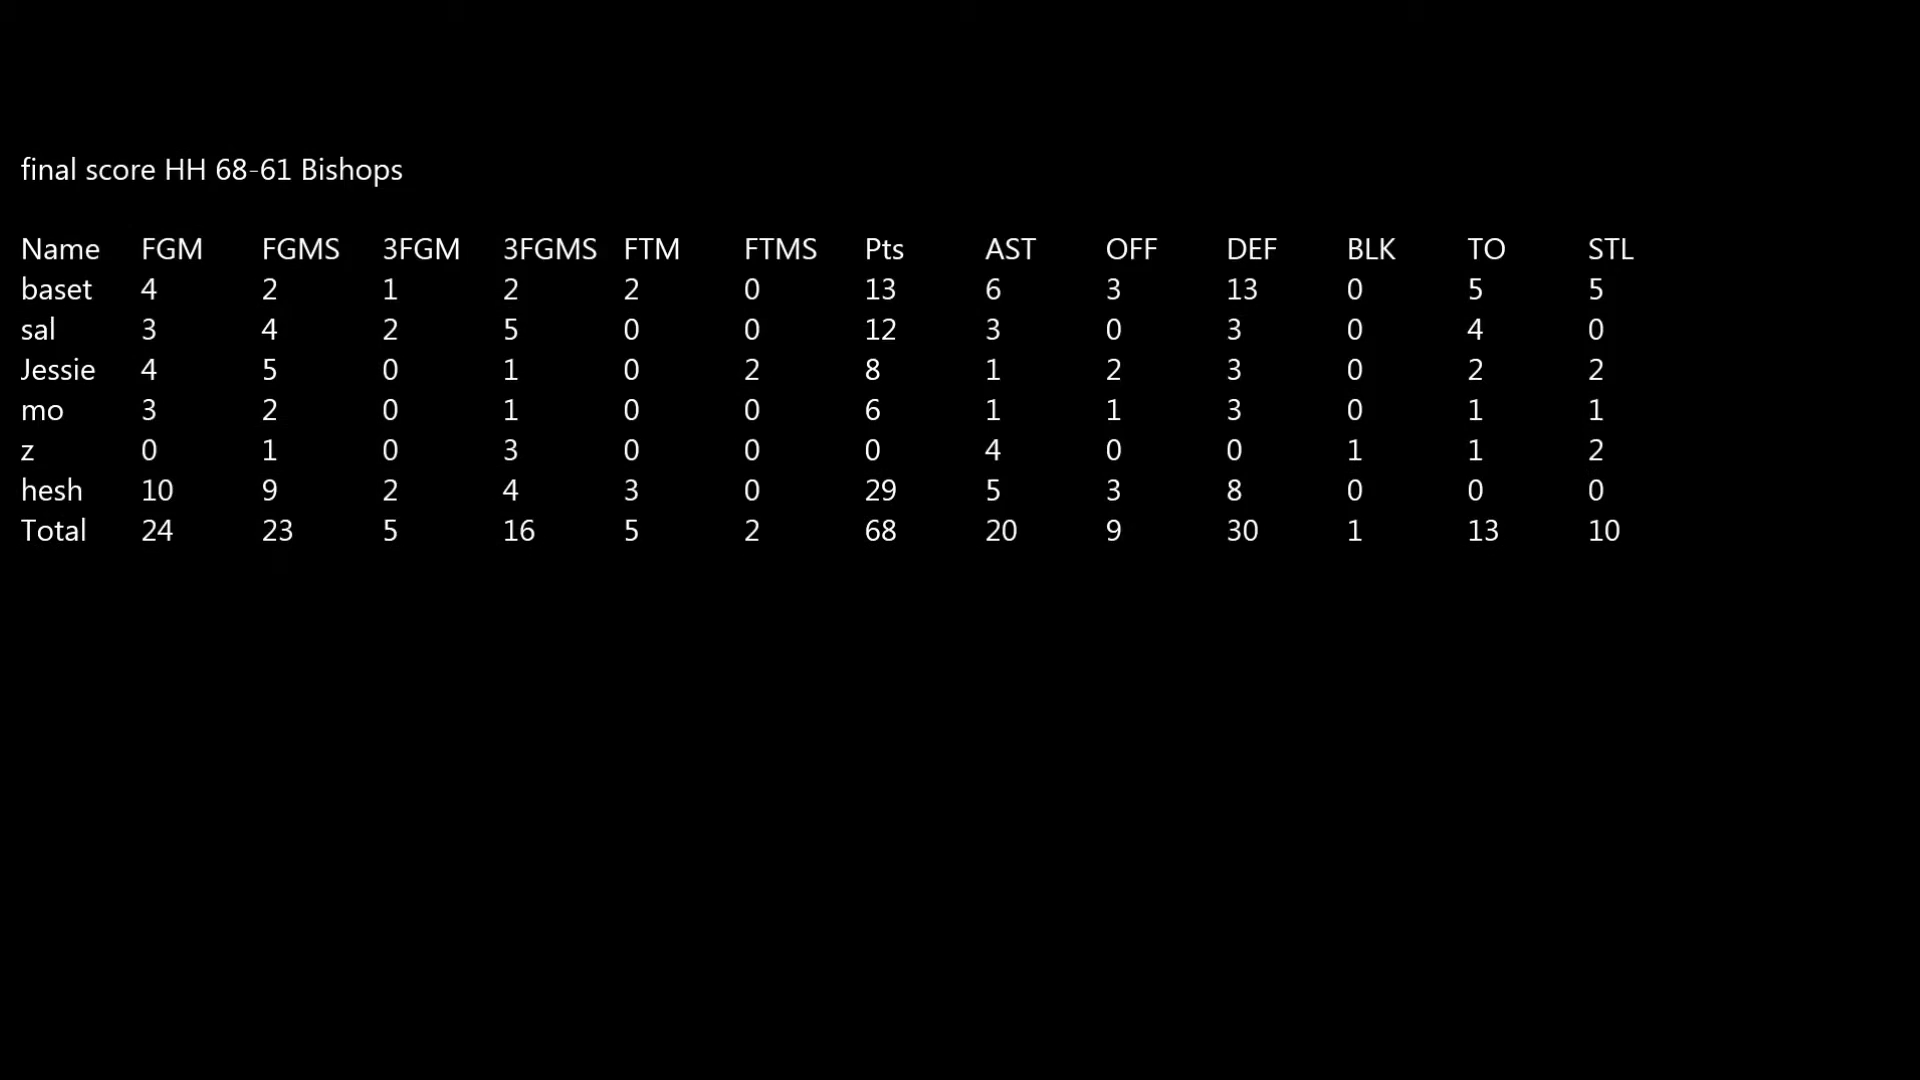 final score HH 68-61 Bishops
Name FGM FGMS 3FGM 3FGMS FTM FTMS Pts AST OFF DEF BLK TO STL
baset 4 2 1 2 2 0 13 6 3 13 0 5 5
sal 3 4 2 5 0 0 12 3 0 3 0 4 0
Jessie 4 5 0 1 0 2 8 1 2 3 0 2 2
mo 3 2 0 1 0 0 6 1 1 3 0 1 1
z 0 1 0 3 0 0 0 4 0 0 1 1 2
hesh 10 9 2 4 3 0 29 5 3 8 0 0 0
Total 24 23 5 16 5 2 68 20 9 30 1 13 10